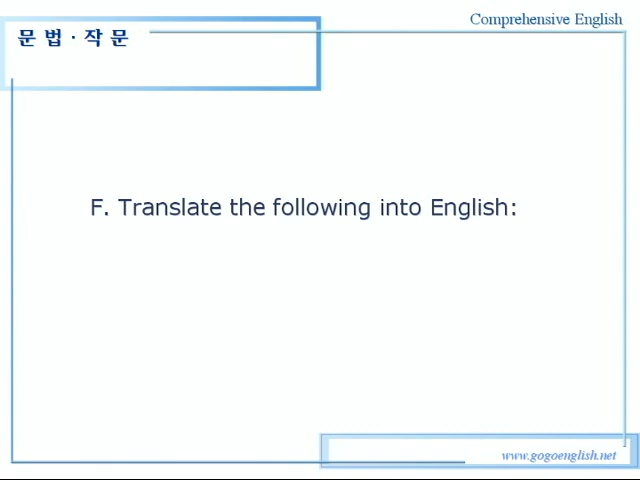 Comprehensive English
문 법 · 작 문
F. Translate the following into English:
www.gogoenglish.net